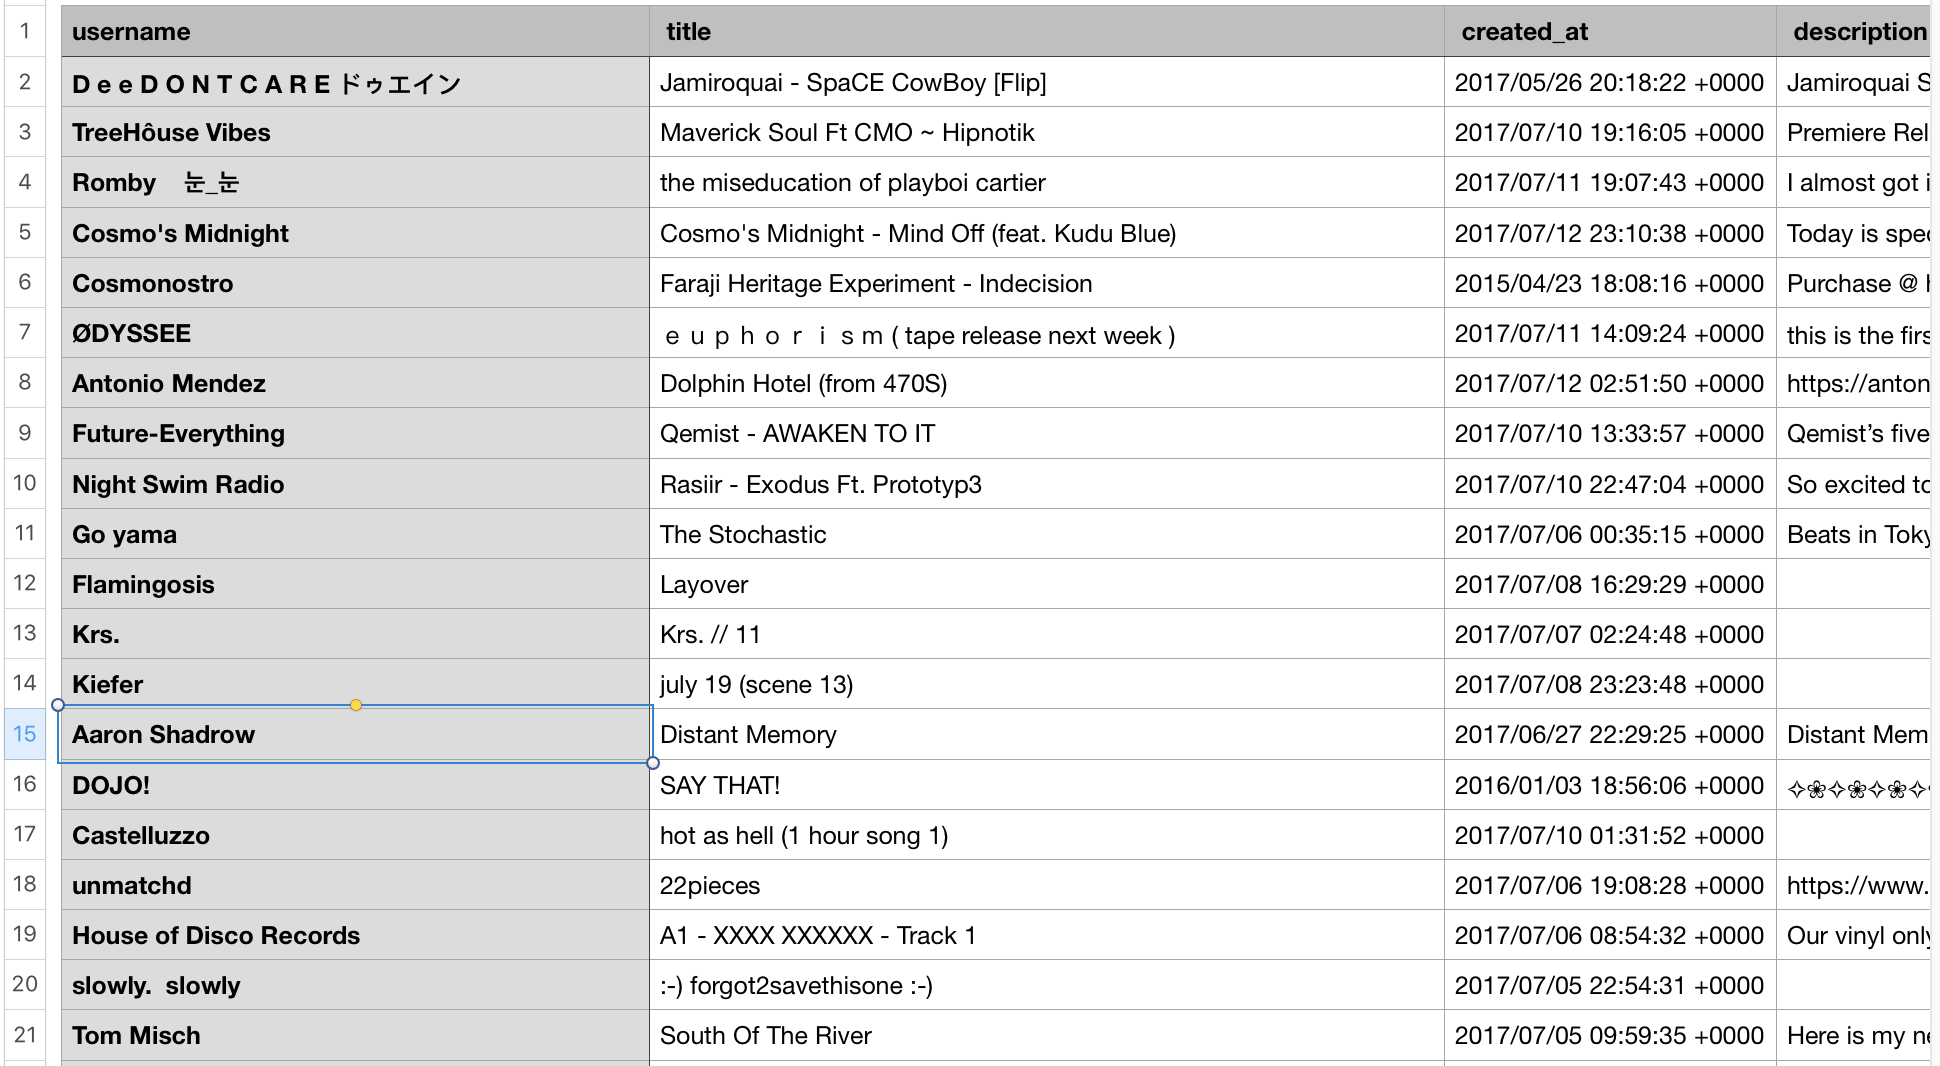 username title created_at description
1
2 D e e D O N T C A R E ドゥエイン Jamiroquai - SpaCE CowBoy [Flip] 2017/05/26 20:18:22 +0000 Jamiroquai S
3 TreeHôuse Vibes Maverick Soul Ft CMO ~ Hipnotik 2017/07/10 19:16:05 +0000 Premiere Rel
4 Romby 눈_눈 the miseducation of playboi cartier 2017/07/11 19:07:43 +0000 I almost got i
5 Cosmo's Midnight Cosmo's Midnight - Mind Off (feat. Kudu Blue) 2017/07/12 23:10:38 +0000 Today is spec
6 Cosmonostro Faraji Heritage Experiment - Indecision 2015/04/23 18:08:16 +0000 Purchase @
7 ØDYSSEE ｅｕｐｈｏｒｉｓｍ ( tape release next week ) 2017/07/11 14:09:24 +0000 this is the firs
8 Antonio Mendez Dolphin Hotel (from 470S) 2017/07/12 02:51:50 +0000 https://anton
9 Future-Everything Qemist - AWAKEN TO IT 2017/07/10 13:33:57 +0000 Qemist’s five
10 Night Swim Radio Rasiir - Exodus Ft. Prototyp3 2017/07/10 22:47:04 +0000 So excited to
11 Go yama The Stochastic 2017/07/06 00:35:15 +0000 Beats in Toky
12 Flamingosis Layover 2017/07/08 16:29:29 +0000
13 Krs. Krs. // 11 2017/07/07 02:24:48 +0000
14 Kiefer july 19 (scene 13) 2017/07/08 23:23:48 +0000
15 Aaron Shadrow Distant Memory 2017/06/27 22:29:25 +0000 Distant Mem
16 DOJO! SAY THAT! 2016/01/03 18:56:06 +0000 ✧❀✧❀✧❀✧
17 Castelluzzo hot as hell (1 hour song 1) 2017/07/10 01:31:52 +0000
18 unmatchd 22pieces 2017/07/06 19:08:28 +0000 https://www.
19 House of Disco Records A1 - XXXX XXXXXX - Track 1 2017/07/06 08:54:32 +0000 Our vinyl only
20 slowly. slowly :-) forgot2savethisone :-) 2017/07/05 22:54:31 +0000
21 Tom Misch South Of The River 2017/07/05 09:59:35 +0000 Here is my ne